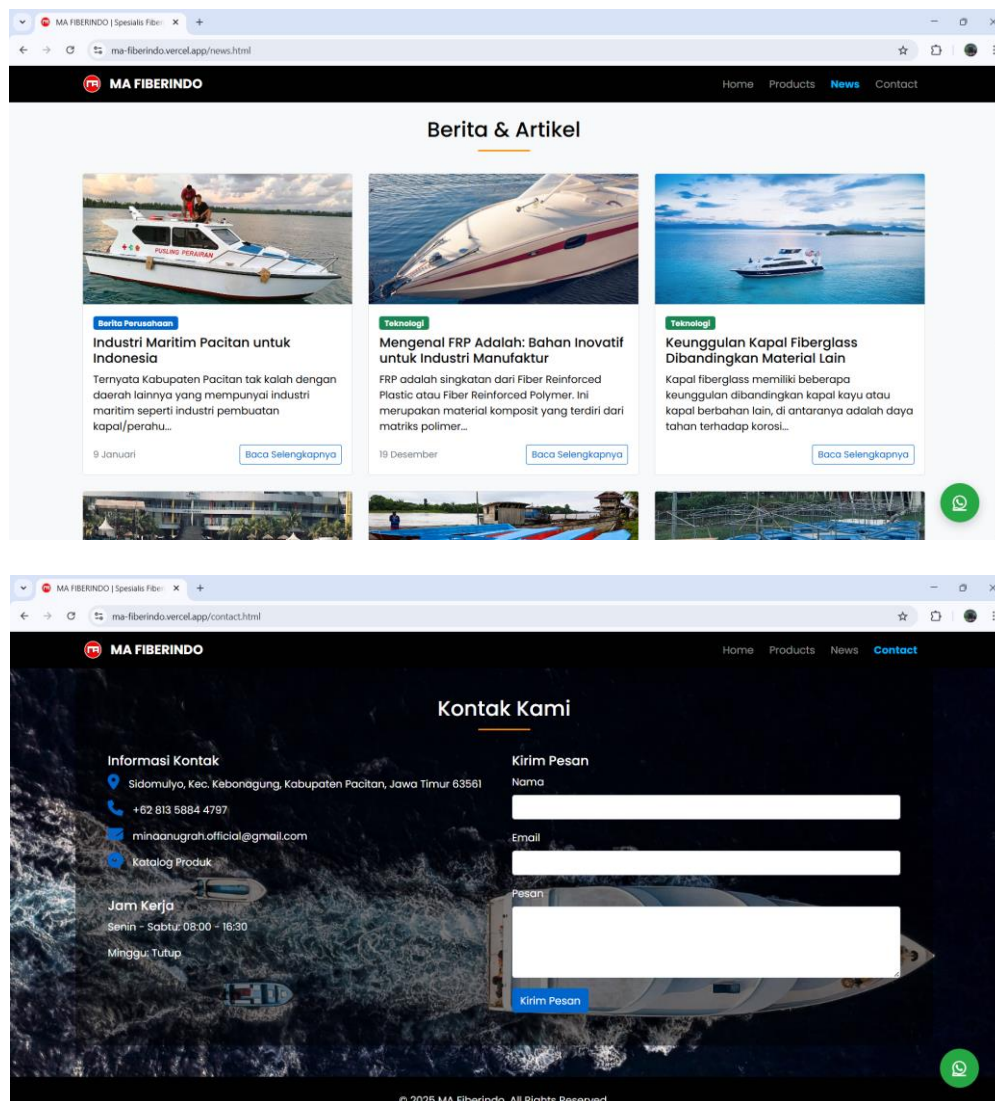 MA FIBERINDO | Spesialis Fiber
ma-fiberindo.vercel.app/news.html
MA FIBERINDO
Home Products News Contact
Berita & Artikel
PUSLING PERAIRAN
Berita Perusahaan
Industri Maritim Pacitan untuk
Indonesia
Ternyata Kabupaten Pacitan tak kalah dengan
daerah lainnya yang mempunyai industri
maritim seperti industri pembuatan
kapal/perahu...
9 Januari
Baca Selengkapnya
Teknologi
Mengenal FRP Adalah: Bahan Inovatif
untuk Industri Manufaktur
FRP adalah singkatan dari Fiber Reinforced
Plastic atau Fiber Reinforced Polymer. Ini
merupakan material komposit yang terdiri dari
matriks polimer...
19 Desember
Baca Selengkapnya
Teknologi
Keunggulan Kapal Fiberglass
Dibandingkan Material Lain
Kapal fiberglass memiliki beberapa
keunggulan dibandingkan kapal kayu atau
kapal berbahan lain, di antaranya adalah daya
tahan terhadap korosi...
Baca Selengkapnya
MA FIBERINDO | Spesialis Fiber
ma-fiberindo.vercel.app/contact.html
MA FIBERINDO
Home Products News Contact
Kontak Kami
Informasi Kontak
Sidomulyo, Kec. Kebonagung, Kabupaten Pacitan, Jawa Timur 63561
+62 813 5884 4797
minaanugrah.official@gmail.com
Katalog Produk
Jam Kerja
Senin - Sabtu: 08:00 - 16:30
Minggu: Tutup
Kirim Pesan
Nama
Email
Pesan
Kirim Pesan
© 2025 MA Fiberindo. All Rights Reserved